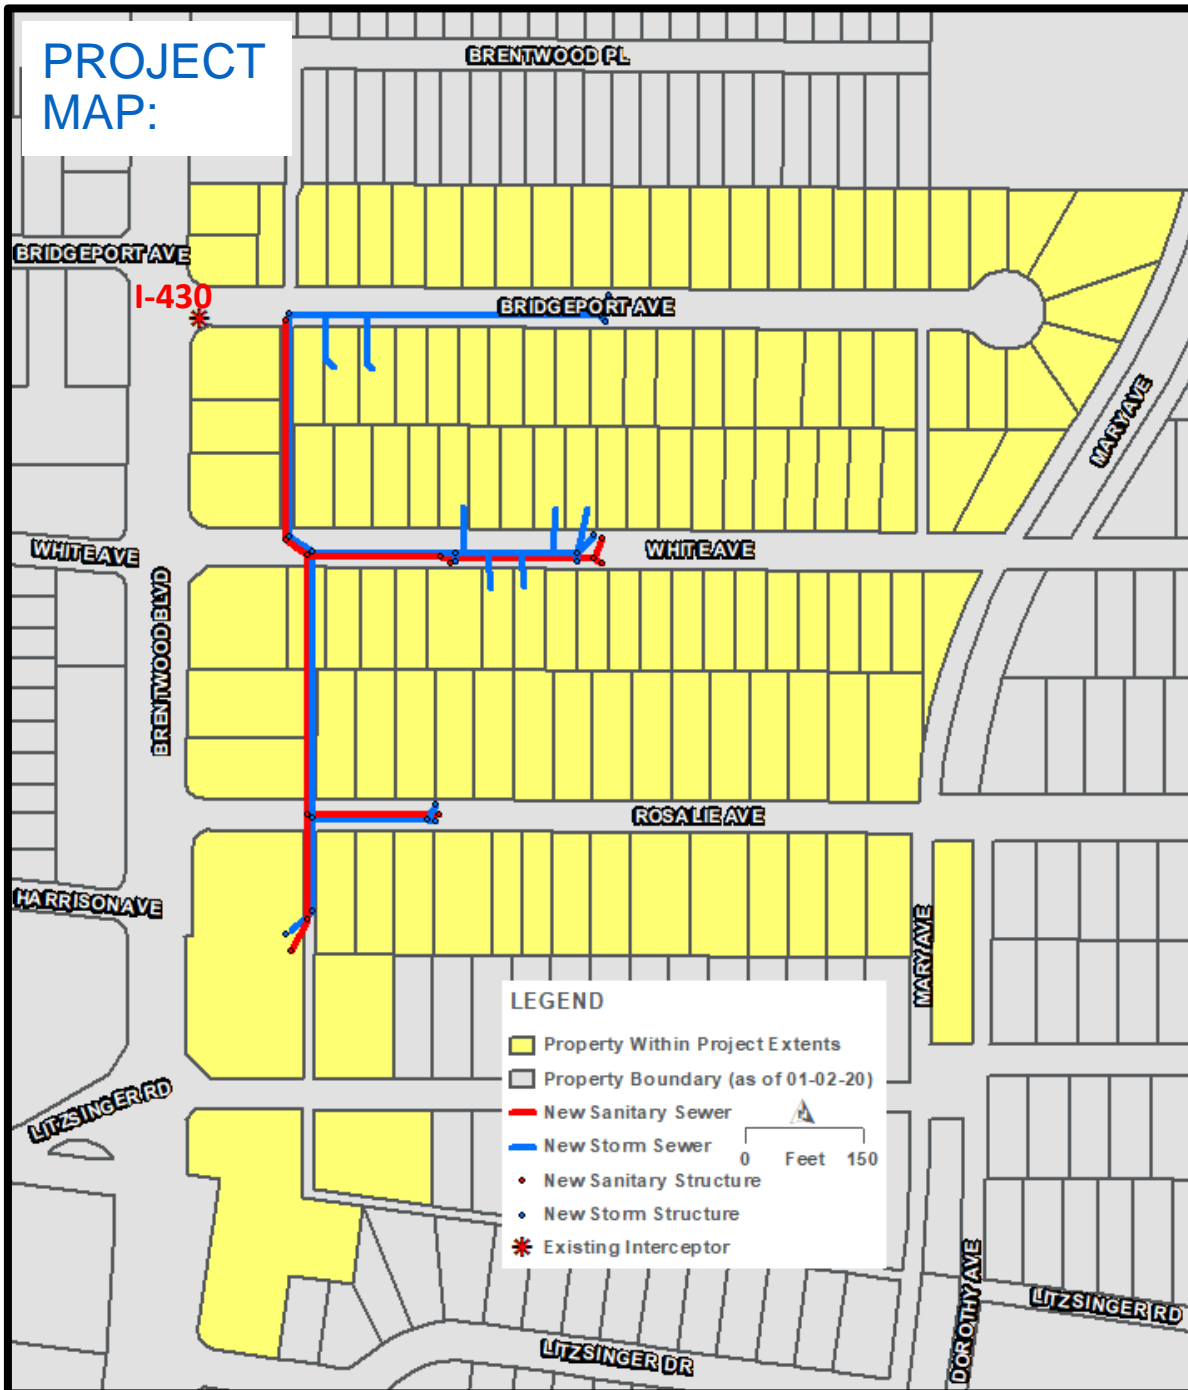 PROJECT
MAP:
BRENTWOOD PL
BRIDGEPORT AVE
I-430
BRIDGEPORT AVE
MARY AVE
WHITE AVE
WHITE AVE
BRENTWOOD BLVD
ROSALIE AVE
HARRISON AVE
MARY AVE
LEGEND
Property Within Project Extents
Property Boundary (as of 01-02-20)
New Sanitary Sewer
N
New Storm Sewer
0 Feet 150
New Sanitary Structure
New Storm Structure
Existing Interceptor
LITZSINGER RD
DOROTHY AVE
LITZSINGER RD
LITZSINGER DR